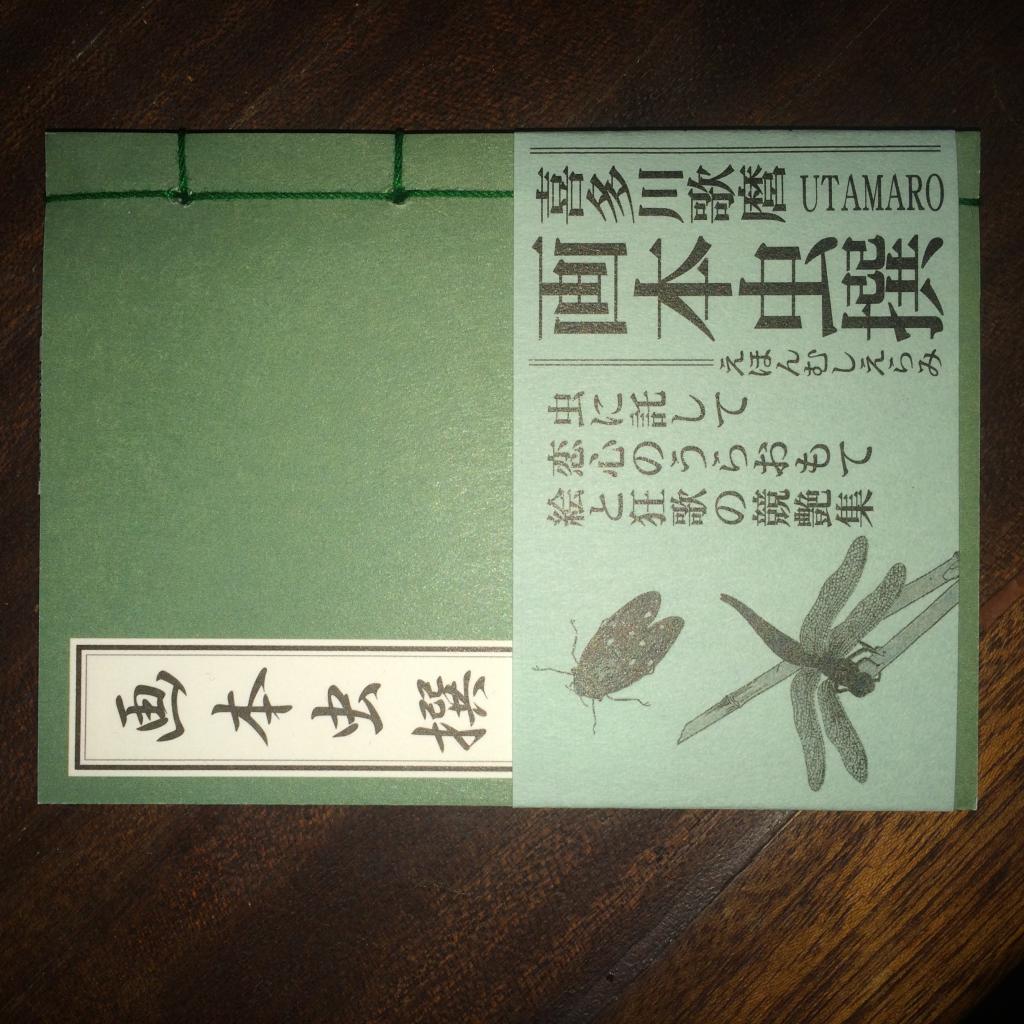 画本虫撰
喜多川歌麿 UTAMARO
画本虫撰
えほんむしえらみ
虫に託して
恋心のうらおもて
絵と狂歌の競艶集